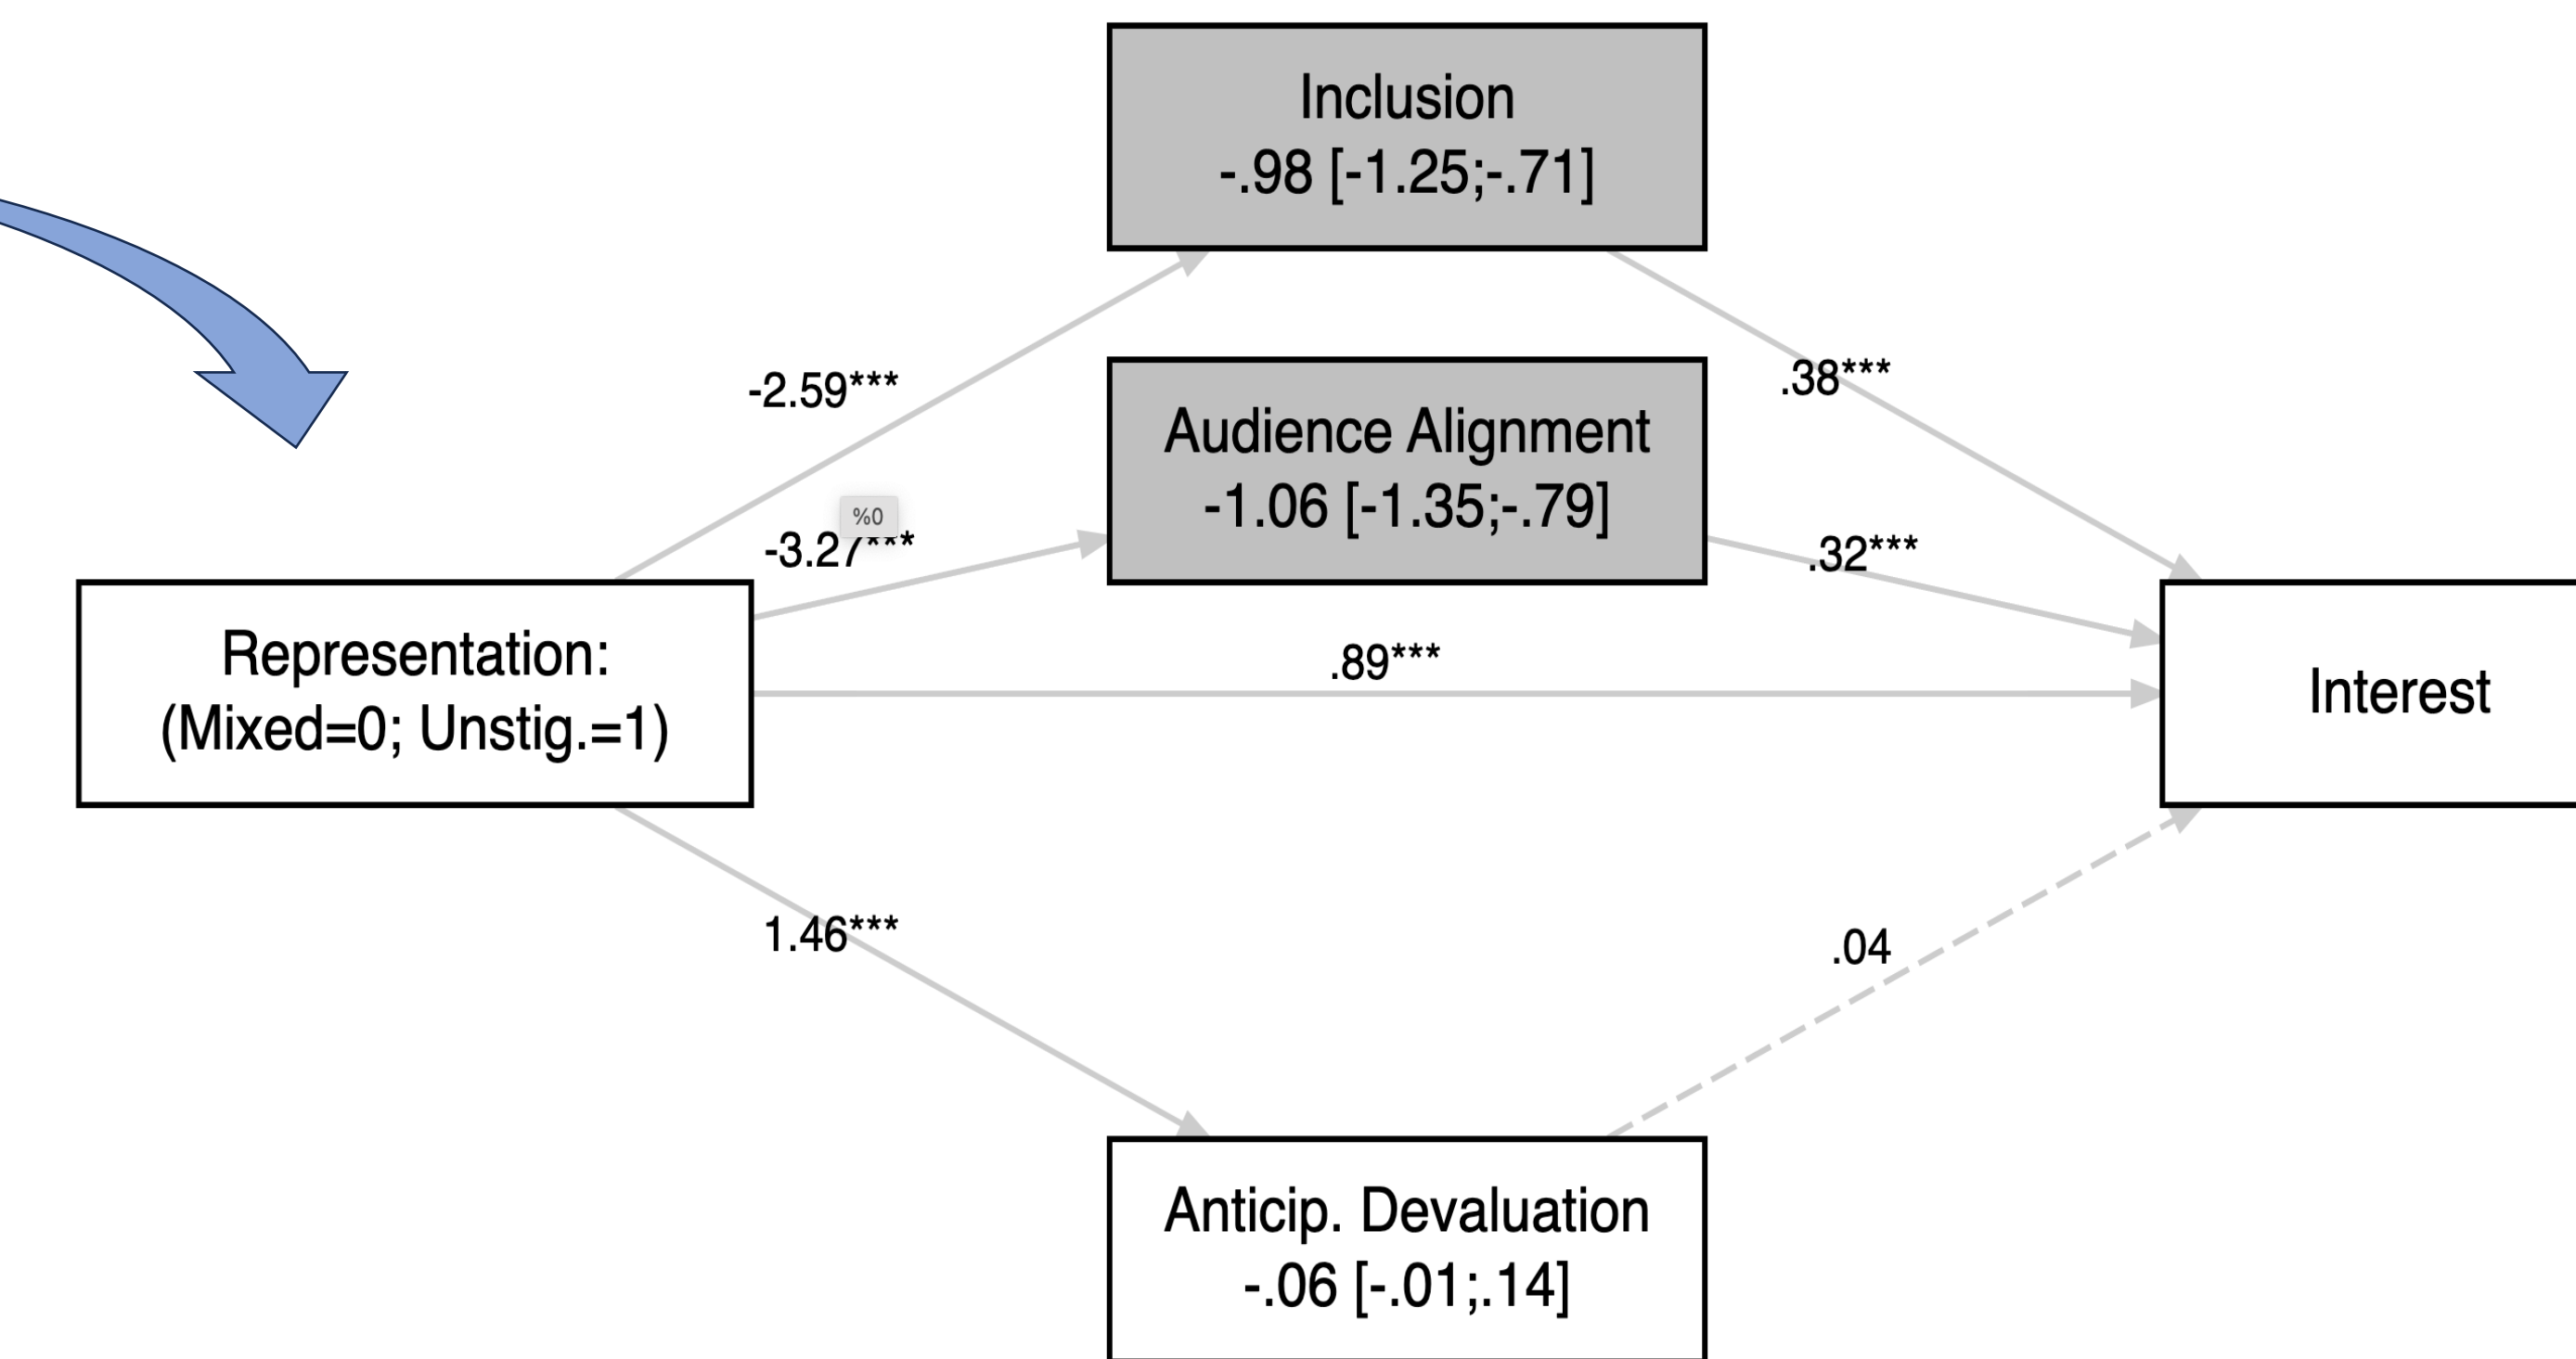 Inclusion
-.98 [-1.25;-.71]
-2.59***
.38***
Audience Alignment
-1.06 [-1.35;-.79]
%0
-3.27***
.32***
Representation:
(Mixed=0; Unstig.=1)
.89***
Interest
1.46***
.04
Anticip. Devaluation
-.06 [-.01;.14]